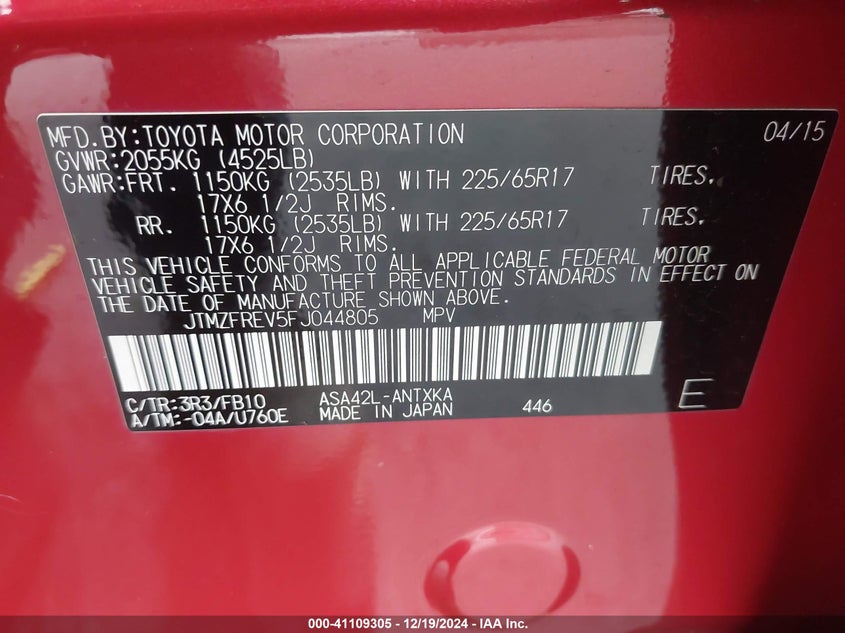 MFD.BY:TOYOTA MOTOR CORPORATION 04/15
GVWR:2055KG (4525LB)
GAWR:FRT. 1150KG (2535LB) WITH 225/65R17 TIRES.
17X6 1/2J RIMS.
RR. 1150KG (2535LB) WITH 225/65R17 TIRES.
17X6 1/2J RIMS.
THIS VEHICLE CONFORMS TO ALL APPLICABLE FEDERAL MOTOR
VEHICLE SAFETY AND THEFT PREVENTION STANDARDS IN EFFECT ON
THE DATE OF MANUFACTURE SHOWN ABOVE.
JTMZFREV5FJ044805 MPV
C/TR:3R3/FB10 ASA42L-ANTXKA
A/TM:-04A/U760E MADE IN JAPAN 446 E
000-41109305 - 12/19/2024 - IAA Inc.